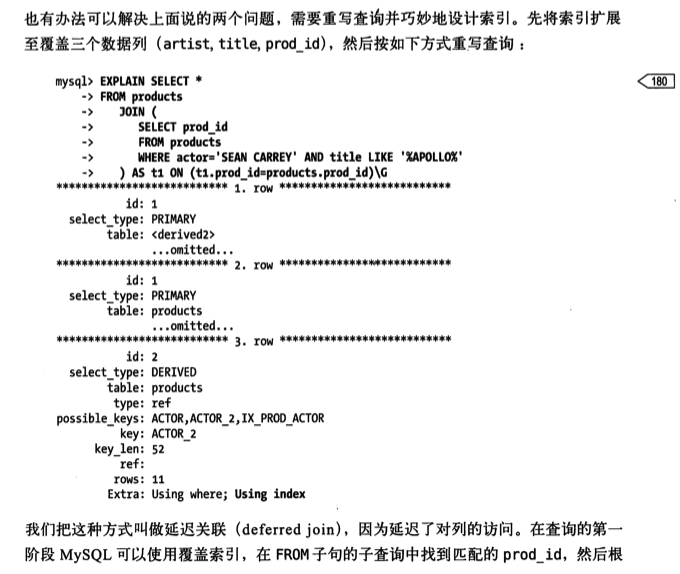 也有办法可以解决上面说的两个问题，需要重写查询并巧妙地设计索引。先将索引扩展
至覆盖三个数据列（artist, title, prod_id），然后按如下方式重写查询：
180
mysql> EXPLAIN SELECT *
-> FROM products
-> JOIN (
-> SELECT prod_id
-> FROM products
-> WHERE actor='SEAN CARREY' AND title LIKE '%APOLLO%'
-> ) AS t1 ON (t1.prod_id=products.prod_id)\G
*************************** 1. row ***************************
id: 1
select_type: PRIMARY
table: <derived2>
...omitted...
*************************** 2. row ***************************
id: 1
select_type: PRIMARY
table: products
...omitted...
*************************** 3. row ***************************
id: 2
select_type: DERIVED
table: products
type: ref
possible_keys: ACTOR,ACTOR_2,IX_PROD_ACTOR
key: ACTOR_2
key_len: 52
ref:
rows: 11
Extra: Using where; Using index
我们把这种方式叫做延迟关联（deferred join），因为延迟了对列的访问。在查询的第一
阶段 MySQL 可以使用覆盖索引，在 FROM 子句的子查询中找到匹配的 prod_id，然后根